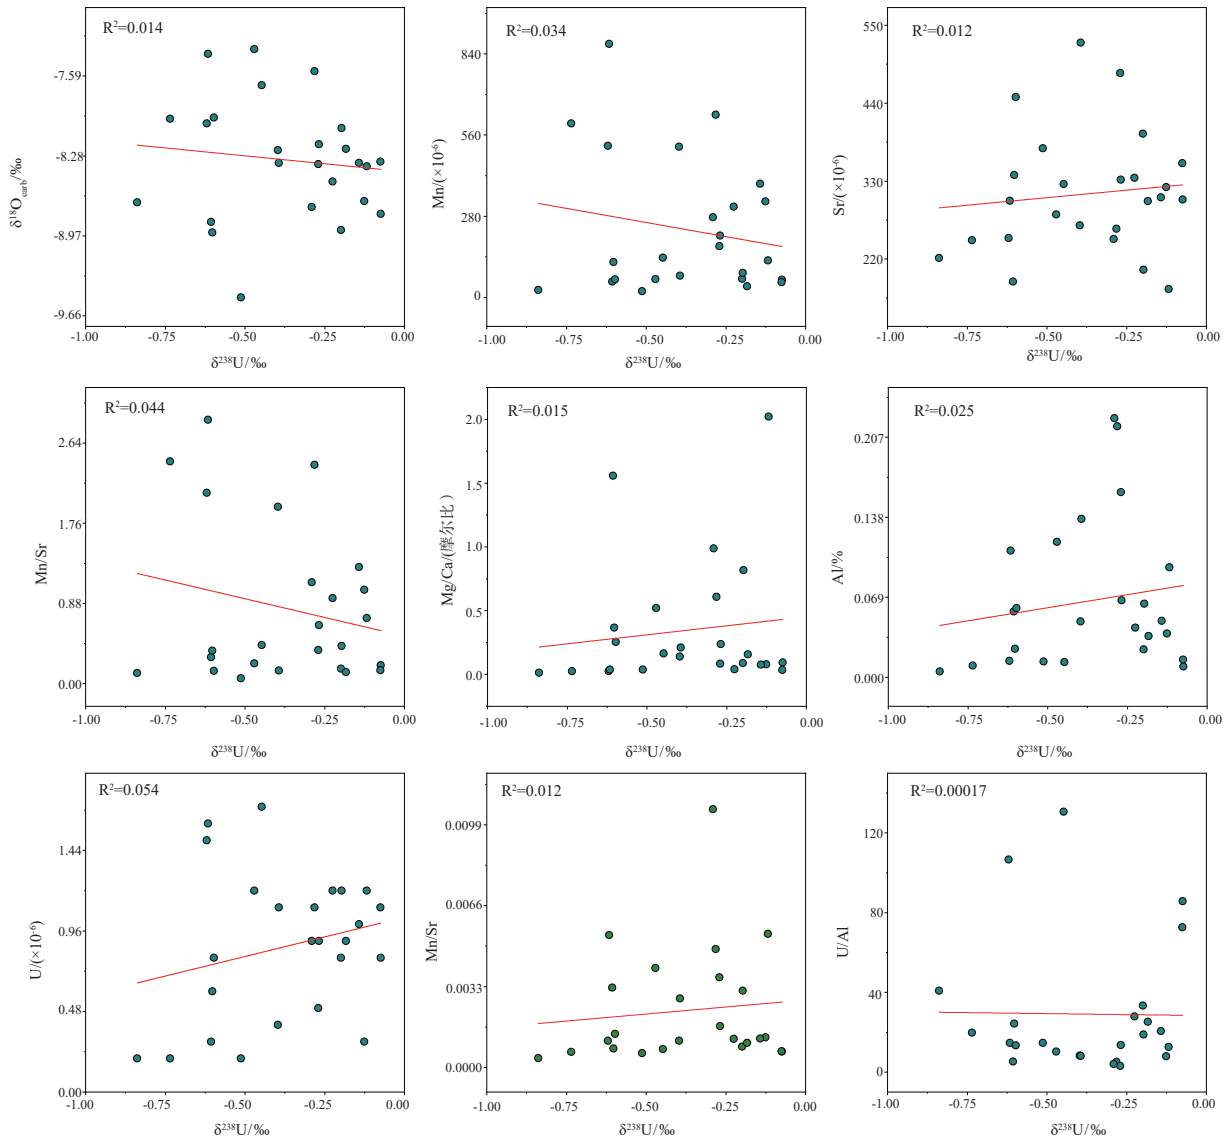 R²=0.014
-7.59
-8.28
-8.97
-9.66
δ¹⁸O_carb/‰
-1.00 -0.75 -0.50 -0.25 0.00
δ²³⁸U/‰
R²=0.034
840
560
280
0
Mn/(×10⁻⁶)
-1.00 -0.75 -0.50 -0.25 0.00
δ²³⁸U/‰
R²=0.012
550
440
330
220
Sr/(×10⁻⁶)
-1.00 -0.75 -0.50 -0.25 0.00
δ²³⁸U/‰
R²=0.044
2.64
1.76
0.88
0.00
Mn/Sr
-1.00 -0.75 -0.50 -0.25 0.00
δ²³⁸U/‰
R²=0.015
2.0
1.5
1.0
0.5
0.0
Mg/Ca/(摩尔比)
-1.00 -0.75 -0.50 -0.25 0.00
δ²³⁸U/‰
R²=0.025
0.207
0.138
0.069
0.000
Al/%
-1.00 -0.75 -0.50 -0.25 0.00
δ²³⁸U/‰
R²=0.054
1.44
0.96
0.48
0.00
U/(×10⁻⁶)
-1.00 -0.75 -0.50 -0.25 0.00
δ²³⁸U/‰
R²=0.012
0.0099
0.0066
0.0033
0.0000
Mn/Sr
-1.00 -0.75 -0.50 -0.25 0.00
δ²³⁸U/‰
R²=0.00017
120
80
40
0
U/Al
-1.00 -0.75 -0.50 -0.25 0.00
δ²³⁸U/‰